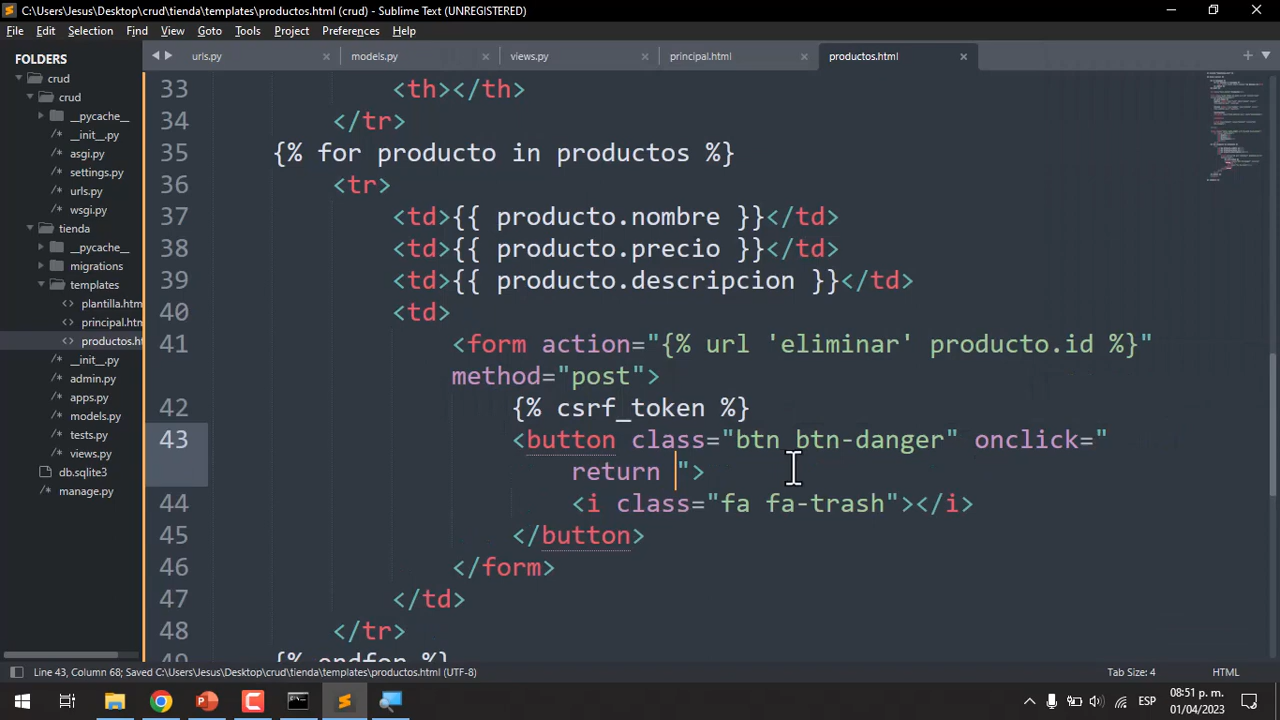 C:\Users\Jesus\Desktop\crud\tienda\templates\productos.html (crud) - Sublime Text (UNREGISTERED)
File Edit Selection Find View Goto Tools Project Preferences Help
FOLDERS
crud
crud
__pycache__
__init__.py
asgi.py
settings.py
urls.py
wsgi.py
tienda
__pycache__
migrations
templates
plantilla.htm
principal.htm
productos.ht
__init__.py
admin.py
apps.py
models.py
tests.py
views.py
db.sqlite3
manage.py
urls.py models.py views.py principal.html productos.html
33 <th></th>
34 </tr>
35 {% for producto in productos %}
36 <tr>
37 <td>{{ producto.nombre }}</td>
38 <td>{{ producto.precio }}</td>
39 <td>{{ producto.descripcion }}</td>
40 <td>
41 <form action="{% url 'eliminar' producto.id %}"
method="post">
42 {% csrf_token %}
43 <button class="btn btn-danger" onclick="
return ">
44 <i class="fa fa-trash"></i>
45 </button>
46 </form>
47 </td>
48 </tr>
49 {% endfor %}
Line 43, Column 68; Saved C:\Users\Jesus\Desktop\crud\tienda\templates\productos.html (UTF-8) Tab Size: 4 HTML
ESP
08:51 p. m.
01/04/2023